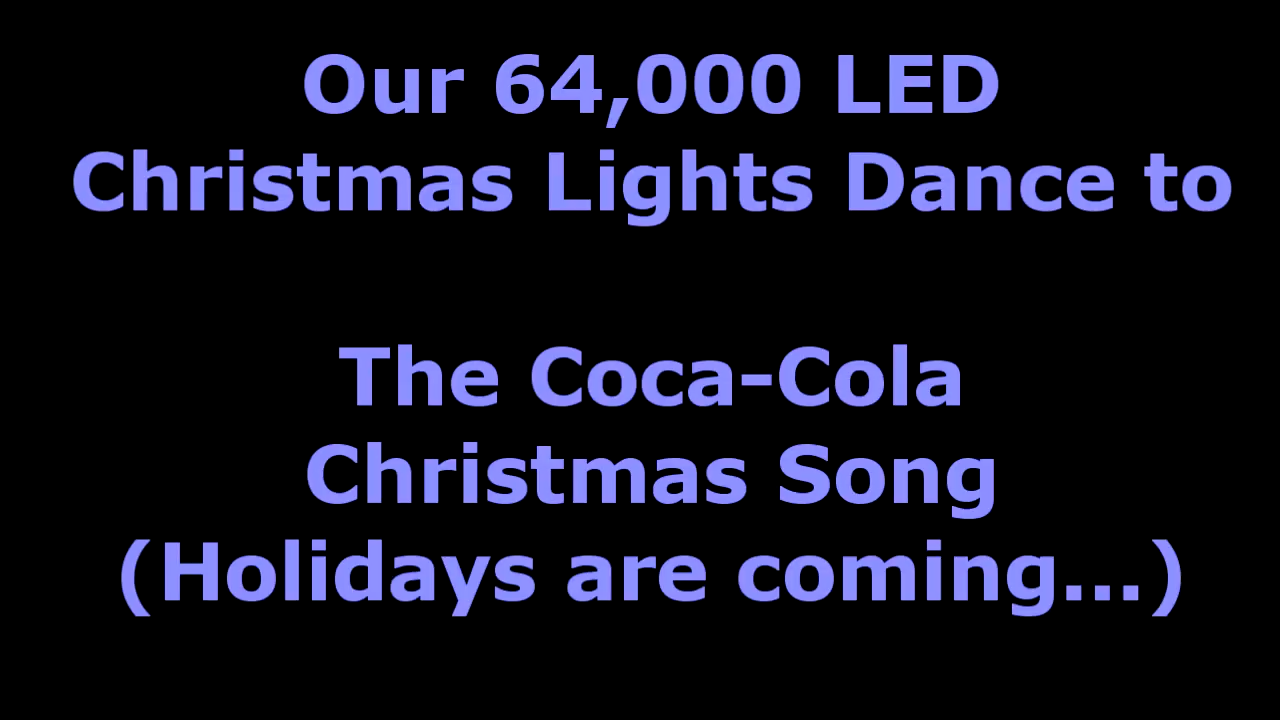 Our 64,000 LED
Christmas Lights Dance to
The Coca-Cola
Christmas Song
(Holidays are coming...)